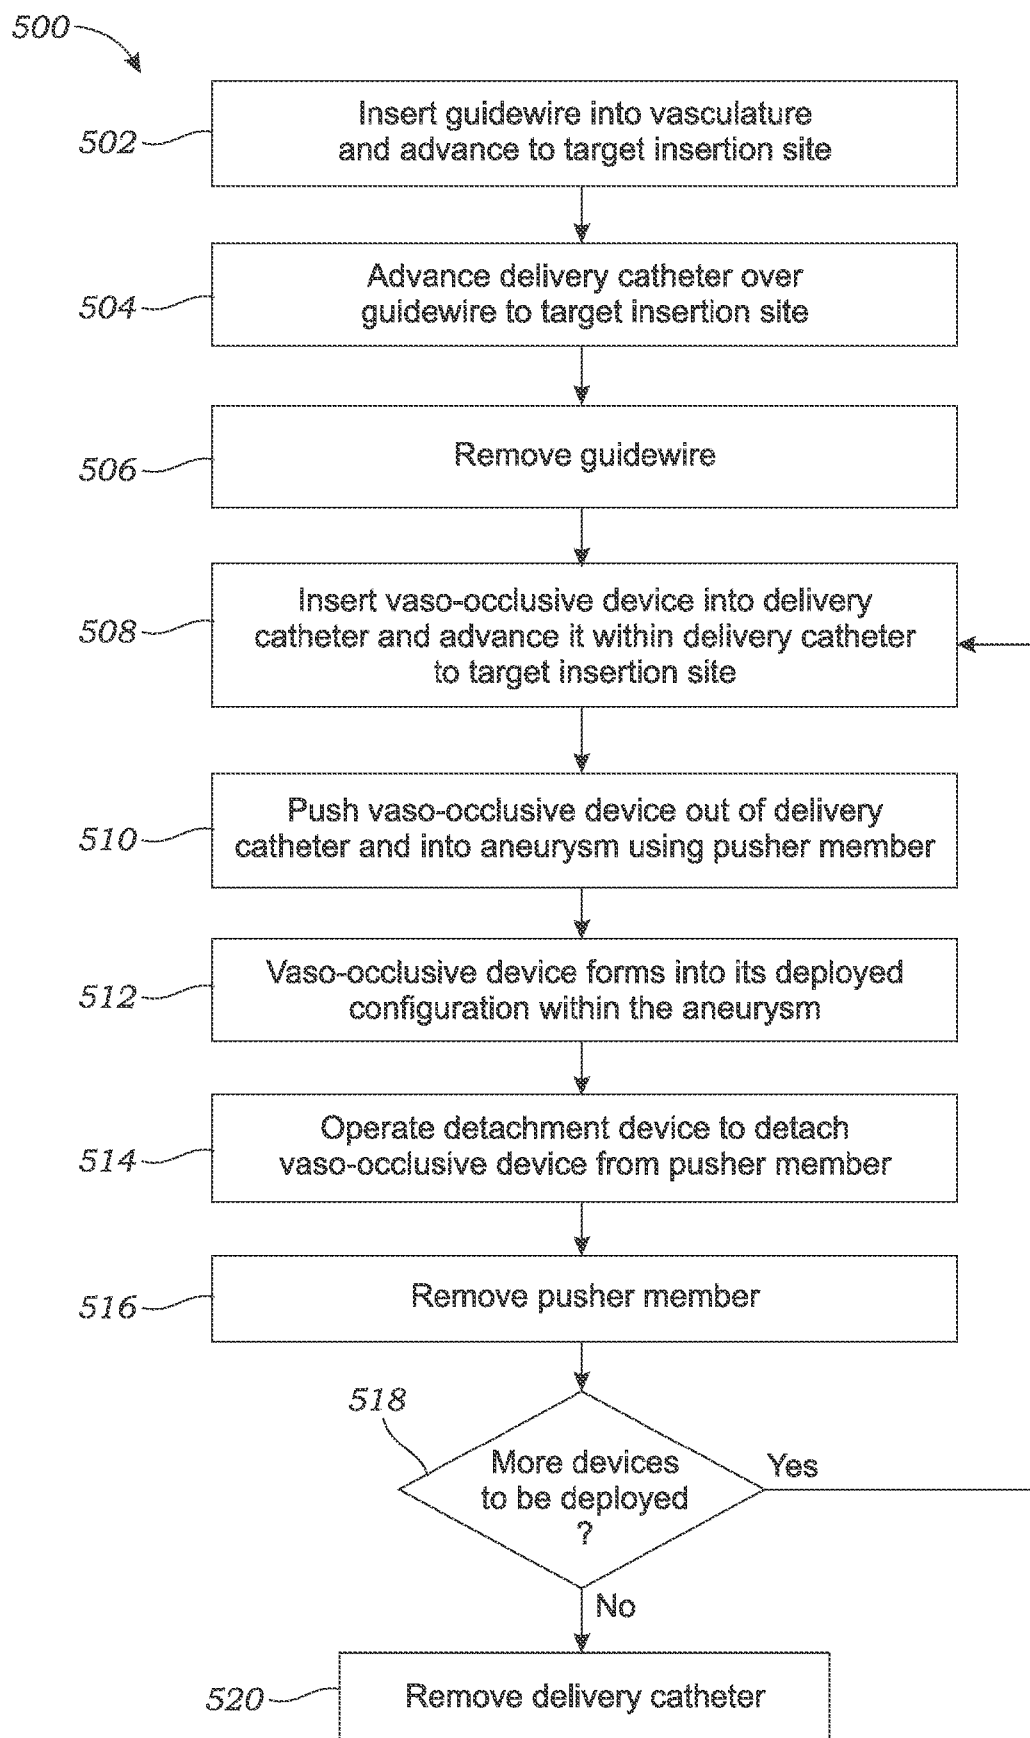 500
502
Insert guidewire into vasculature
and advance to target insertion site
504
Advance delivery catheter over
guidewire to target insertion site
506
Remove guidewire
508
Insert vaso-occlusive device into delivery
catheter and advance it within delivery catheter
to target insertion site
510
Push vaso-occlusive device out of delivery
catheter and into aneurysm using pusher member
512
Vaso-occlusive device forms into its deployed
configuration within the aneurysm
514
Operate detachment device to detach
vaso-occlusive device from pusher member
516
Remove pusher member
518
More devices
to be deployed
?
Yes
No
520
Remove delivery catheter